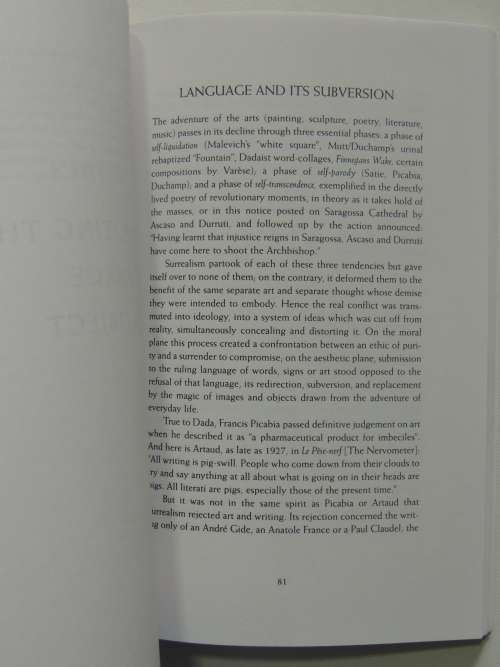 LANGUAGE AND ITS SUBVERSION
The adventure of the arts (painting, sculpture, poetry, literature,
music) passes in its decline through three essential phases: a phase of
self-liquidation (Malevich's "white square", Mutt/Duchamp's urinal
rebaptized "Fountain", Dadaist word-collages, Finnegans Wake, certain
compositions by Varèse); a phase of self-parody (Satie, Picabia,
Duchamp); and a phase of self-transcendence, exemplified in the directly
lived poetry of revolutionary moments, in theory as it takes hold of
the masses, or in this notice posted on Saragossa Cathedral by
Ascaso and Durruti, and followed up by the action announced:
"Having learnt that injustice reigns in Saragossa, Ascaso and Durruti
have come here to shoot the Archbishop."
Surrealism partook of each of these three tendencies but gave
itself over to none of them; on the contrary, it deformed them to the
benefit of the same separate art and separate thought whose demise
they were intended to embody. Hence the real conflict was trans-
muted into ideology, into a system of ideas which was cut off from
reality, simultaneously concealing and distorting it. On the moral
plane this process created a confrontation between an ethic of puri-
ty and a surrender to compromise; on the aesthetic plane, submission
to the ruling language of words, signs or art stood opposed to the
refusal of that language, its redirection, subversion, and replacement
by the magic of images and objects drawn from the adventure of
everyday life.
True to Dada, Francis Picabia passed definitive judgement on art
when he described it as "a pharmaceutical product for imbeciles".
And here is Artaud, as late as 1927, in Le Pèse-nerf [The Nervometer]:
"All writing is pig-swill. People who come down from their clouds to
ry and say anything at all about what is going on in their heads are
igs. All literati are pigs, especially those of the present time."
But it was not in the same spirit as Picabia or Artaud that
urrealism rejected art and writing. Its rejection concerned the writ-
ng only of an André Gide, an Anatole France or a Paul Claudel, the
81